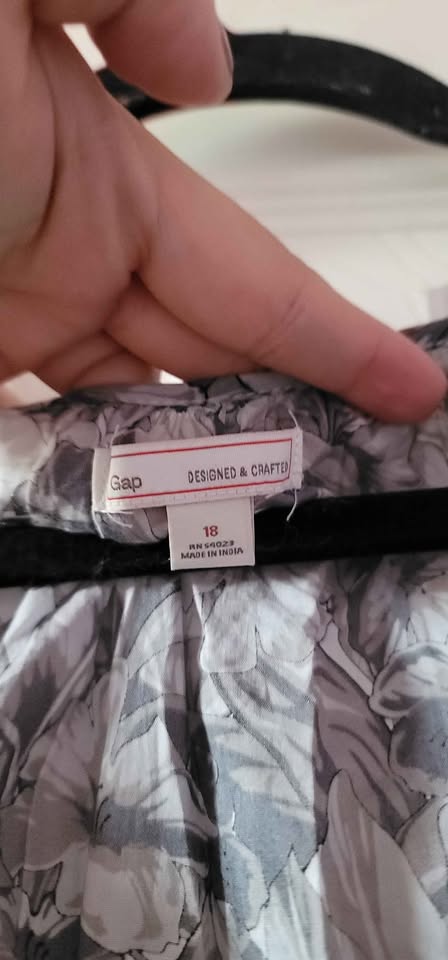 Gap DESIGNED & CRAFTED
18
RN 54023
MADE IN INDIA